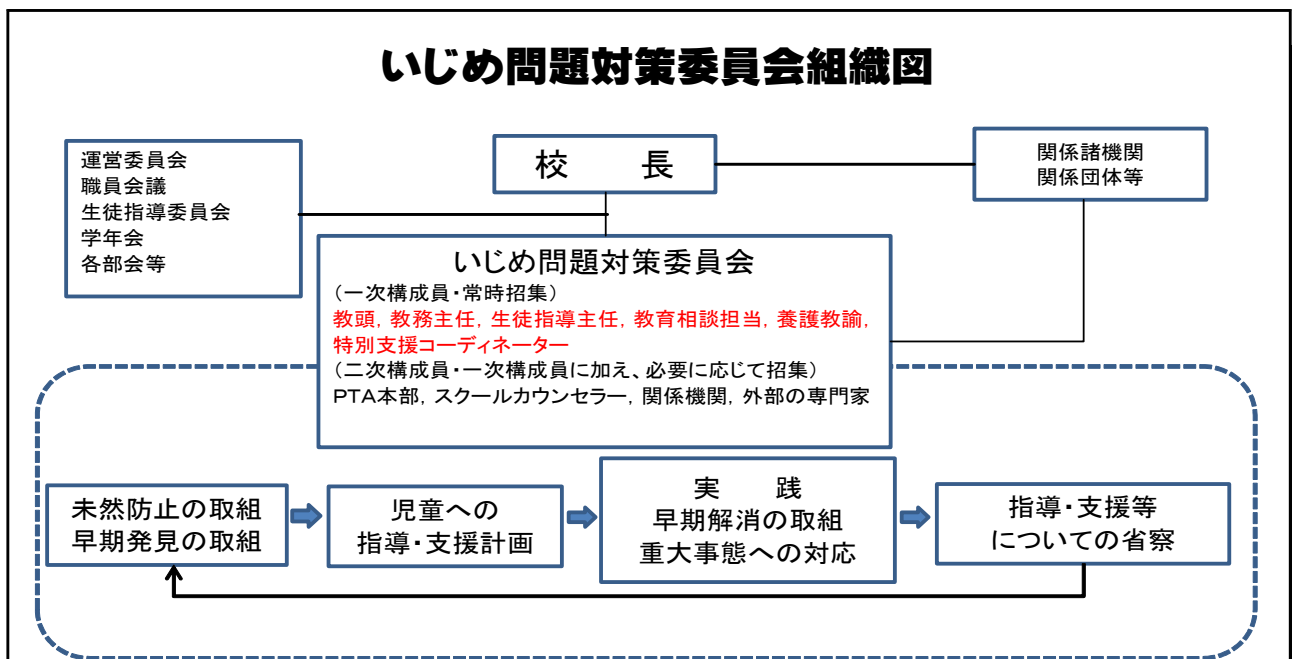 いじめ問題対策委員会組織図
運営委員会
職員会議
生徒指導委員会
学年会
各部会等
校　　長
関係諸機関
関係団体等
いじめ問題対策委員会
（一次構成員・常時招集）
教頭，教務主任，生徒指導主任，教育相談担当，養護教諭，
特別支援コーディネーター
（二次構成員・一次構成員に加え、必要に応じて招集）
ＰＴＡ本部，スクールカウンセラー，関係機関，外部の専門家
未然防止の取組
早期発見の取組
児童への
指導・支援計画
実　　践
早期解消の取組
重大事態への対応
指導・支援等
についての省察